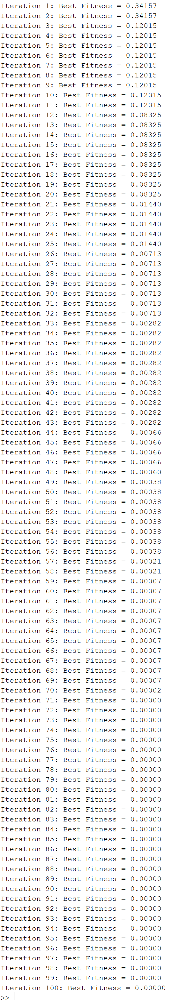 Iteration 1: Best Fitness = 0.34157
Iteration 2: Best Fitness = 0.34157
Iteration 3: Best Fitness = 0.12015
Iteration 4: Best Fitness = 0.12015
Iteration 5: Best Fitness = 0.12015
Iteration 6: Best Fitness = 0.12015
Iteration 7: Best Fitness = 0.12015
Iteration 8: Best Fitness = 0.12015
Iteration 9: Best Fitness = 0.12015
Iteration 10: Best Fitness = 0.12015
Iteration 11: Best Fitness = 0.12015
Iteration 12: Best Fitness = 0.08325
Iteration 13: Best Fitness = 0.08325
Iteration 14: Best Fitness = 0.08325
Iteration 15: Best Fitness = 0.08325
Iteration 16: Best Fitness = 0.08325
Iteration 17: Best Fitness = 0.08325
Iteration 18: Best Fitness = 0.08325
Iteration 19: Best Fitness = 0.08325
Iteration 20: Best Fitness = 0.08325
Iteration 21: Best Fitness = 0.01440
Iteration 22: Best Fitness = 0.01440
Iteration 23: Best Fitness = 0.01440
Iteration 24: Best Fitness = 0.01440
Iteration 25: Best Fitness = 0.01440
Iteration 26: Best Fitness = 0.00713
Iteration 27: Best Fitness = 0.00713
Iteration 28: Best Fitness = 0.00713
Iteration 29: Best Fitness = 0.00713
Iteration 30: Best Fitness = 0.00713
Iteration 31: Best Fitness = 0.00713
Iteration 32: Best Fitness = 0.00713
Iteration 33: Best Fitness = 0.00282
Iteration 34: Best Fitness = 0.00282
Iteration 35: Best Fitness = 0.00282
Iteration 36: Best Fitness = 0.00282
Iteration 37: Best Fitness = 0.00282
Iteration 38: Best Fitness = 0.00282
Iteration 39: Best Fitness = 0.00282
Iteration 40: Best Fitness = 0.00282
Iteration 41: Best Fitness = 0.00282
Iteration 42: Best Fitness = 0.00282
Iteration 43: Best Fitness = 0.00282
Iteration 44: Best Fitness = 0.00066
Iteration 45: Best Fitness = 0.00066
Iteration 46: Best Fitness = 0.00066
Iteration 47: Best Fitness = 0.00066
Iteration 48: Best Fitness = 0.00060
Iteration 49: Best Fitness = 0.00038
Iteration 50: Best Fitness = 0.00038
Iteration 51: Best Fitness = 0.00038
Iteration 52: Best Fitness = 0.00038
Iteration 53: Best Fitness = 0.00038
Iteration 54: Best Fitness = 0.00038
Iteration 55: Best Fitness = 0.00038
Iteration 56: Best Fitness = 0.00038
Iteration 57: Best Fitness = 0.00021
Iteration 58: Best Fitness = 0.00021
Iteration 59: Best Fitness = 0.00007
Iteration 60: Best Fitness = 0.00007
Iteration 61: Best Fitness = 0.00007
Iteration 62: Best Fitness = 0.00007
Iteration 63: Best Fitness = 0.00007
Iteration 64: Best Fitness = 0.00007
Iteration 65: Best Fitness = 0.00007
Iteration 66: Best Fitness = 0.00007
Iteration 67: Best Fitness = 0.00007
Iteration 68: Best Fitness = 0.00007
Iteration 69: Best Fitness = 0.00007
Iteration 70: Best Fitness = 0.00002
Iteration 71: Best Fitness = 0.00000
Iteration 72: Best Fitness = 0.00000
Iteration 73: Best Fitness = 0.00000
Iteration 74: Best Fitness = 0.00000
Iteration 75: Best Fitness = 0.00000
Iteration 76: Best Fitness = 0.00000
Iteration 77: Best Fitness = 0.00000
Iteration 78: Best Fitness = 0.00000
Iteration 79: Best Fitness = 0.00000
Iteration 80: Best Fitness = 0.00000
Iteration 81: Best Fitness = 0.00000
Iteration 82: Best Fitness = 0.00000
Iteration 83: Best Fitness = 0.00000
Iteration 84: Best Fitness = 0.00000
Iteration 85: Best Fitness = 0.00000
Iteration 86: Best Fitness = 0.00000
Iteration 87: Best Fitness = 0.00000
Iteration 88: Best Fitness = 0.00000
Iteration 89: Best Fitness = 0.00000
Iteration 90: Best Fitness = 0.00000
Iteration 91: Best Fitness = 0.00000
Iteration 92: Best Fitness = 0.00000
Iteration 93: Best Fitness = 0.00000
Iteration 94: Best Fitness = 0.00000
Iteration 95: Best Fitness = 0.00000
Iteration 96: Best Fitness = 0.00000
Iteration 97: Best Fitness = 0.00000
Iteration 98: Best Fitness = 0.00000
Iteration 99: Best Fitness = 0.00000
Iteration 100: Best Fitness = 0.00000
>>